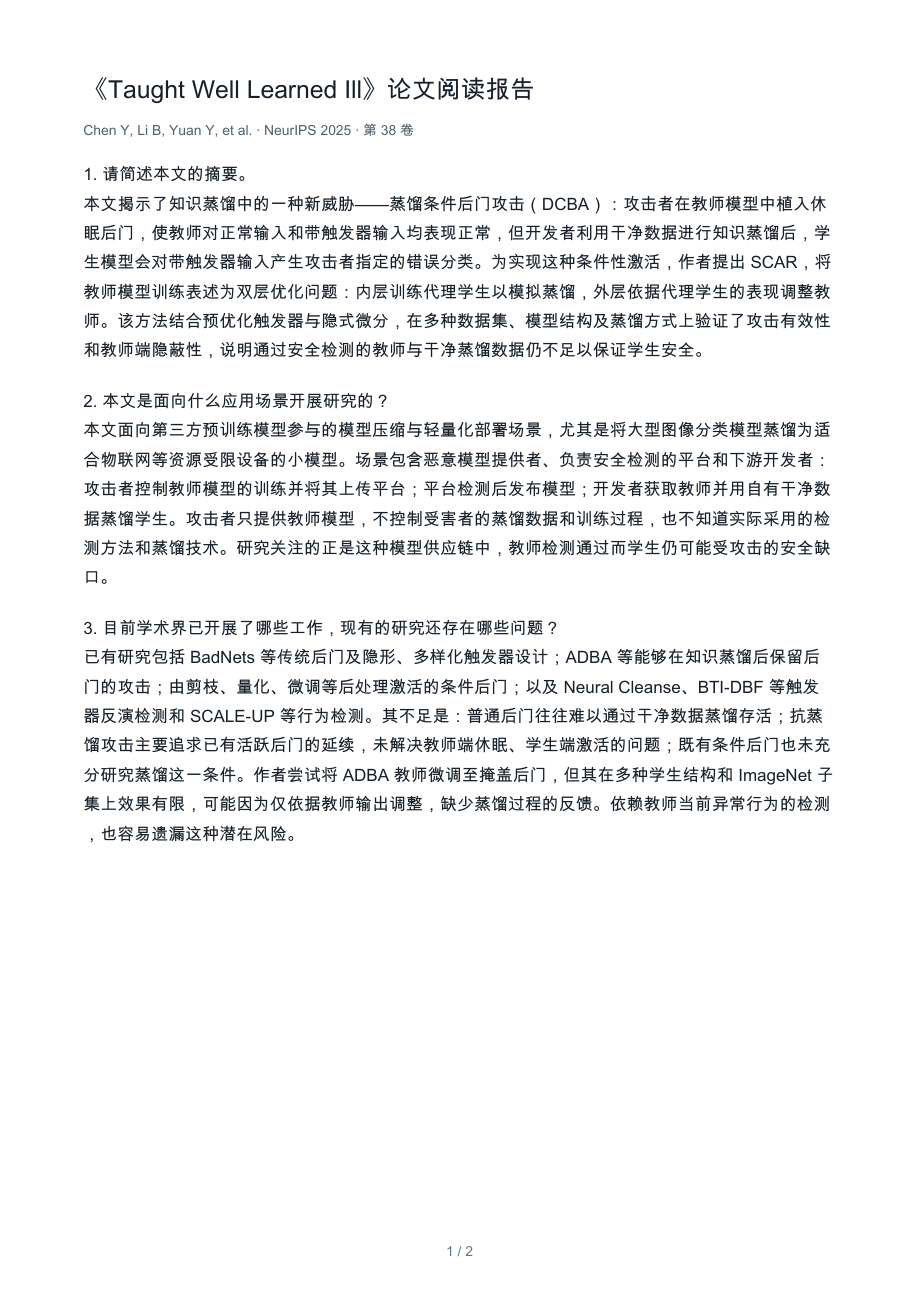 《Taught Well Learned Ill》论文阅读报告
Chen Y, Li B, Yuan Y, et al. · NeurIPS 2025 · 第 38 卷
1. 请简述本文的摘要。
本文揭示了知识蒸馏中的一种新威胁——蒸馏条件后门攻击（DCBA）：攻击者在教师模型中植入休
眠后门，使教师对正常输入和带触发器输入均表现正常，但开发者利用干净数据进行知识蒸馏后，学
生模型会对带触发器输入产生攻击者指定的错误分类。为实现这种条件性激活，作者提出 SCAR，将
教师模型训练表述为双层优化问题：内层训练代理学生以模拟蒸馏，外层依据代理学生的表现调整教
师。该方法结合预优化触发器与隐式微分，在多种数据集、模型结构及蒸馏方式上验证了攻击有效性
和教师端隐蔽性，说明通过安全检测的教师与干净蒸馏数据仍不足以保证学生安全。
2. 本文是面向什么应用场景开展研究的？
本文面向第三方预训练模型参与的模型压缩与轻量化部署场景，尤其是将大型图像分类模型蒸馏为适
合物联网等资源受限设备的小模型。场景包含恶意模型提供者、负责安全检测的平台和下游开发者：
攻击者控制教师模型的训练并将其上传平台；平台检测后发布模型；开发者获取教师并用自有干净数
据蒸馏学生。攻击者只提供教师模型，不控制受害者的蒸馏数据和训练过程，也不知道实际采用的检
测方法和蒸馏技术。研究关注的正是这种模型供应链中，教师检测通过而学生仍可能受攻击的安全缺
口。
3. 目前学术界已开展了哪些工作，现有的研究还存在哪些问题？
已有研究包括 BadNets 等传统后门及隐形、多样化触发器设计；ADBA 等能够在知识蒸馏后保留后
门的攻击；由剪枝、量化、微调等后处理激活的条件后门；以及 Neural Cleanse、BTI-DBF 等触发
器反演检测和 SCALE-UP 等行为检测。其不足是：普通后门往往难以通过干净数据蒸馏存活；抗蒸
馏攻击主要追求已有活跃后门的延续，未解决教师端休眠、学生端激活的问题；既有条件后门也未充
分研究蒸馏这一条件。作者尝试将 ADBA 教师微调至掩盖后门，但其在多种学生结构和 ImageNet 子
集上效果有限，可能因为仅依据教师输出调整，缺少蒸馏过程的反馈。依赖教师当前异常行为的检测
，也容易遗漏这种潜在风险。
1 / 2